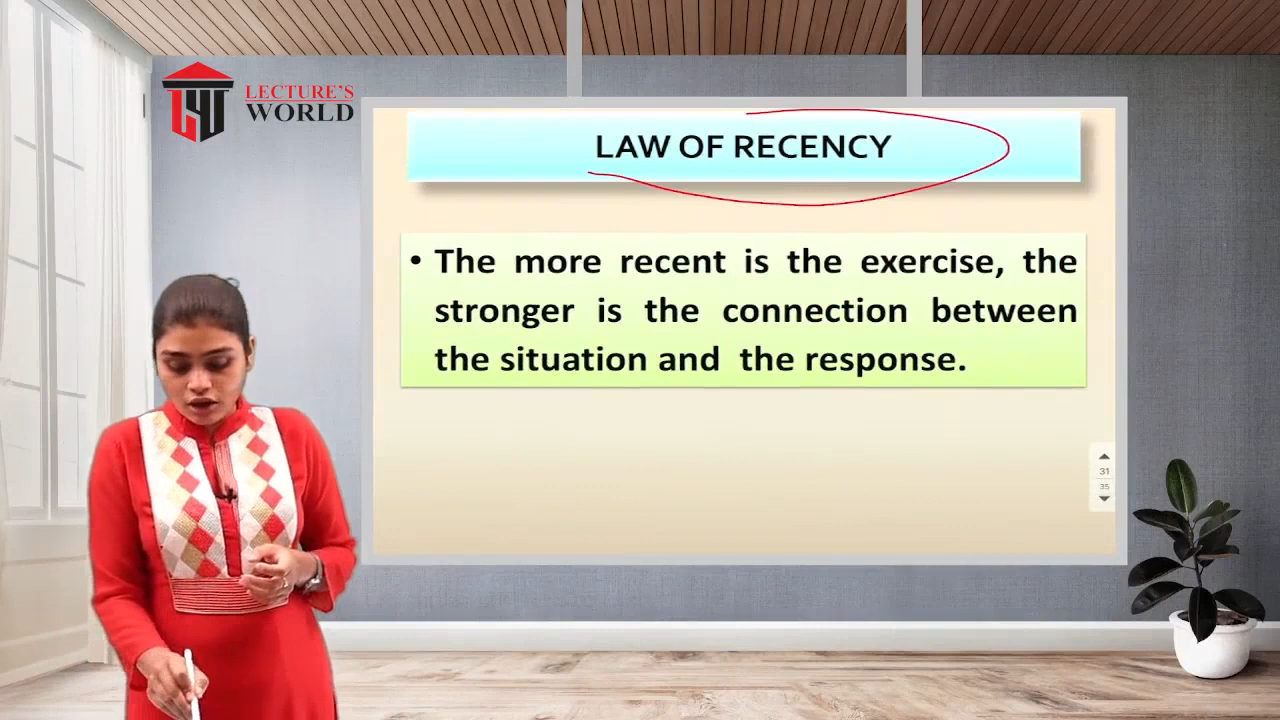 LECTURE'S
WORLD
LAW OF RECENCY
• The more recent is the exercise, the
stronger is the connection between
the situation and the response.
31
35